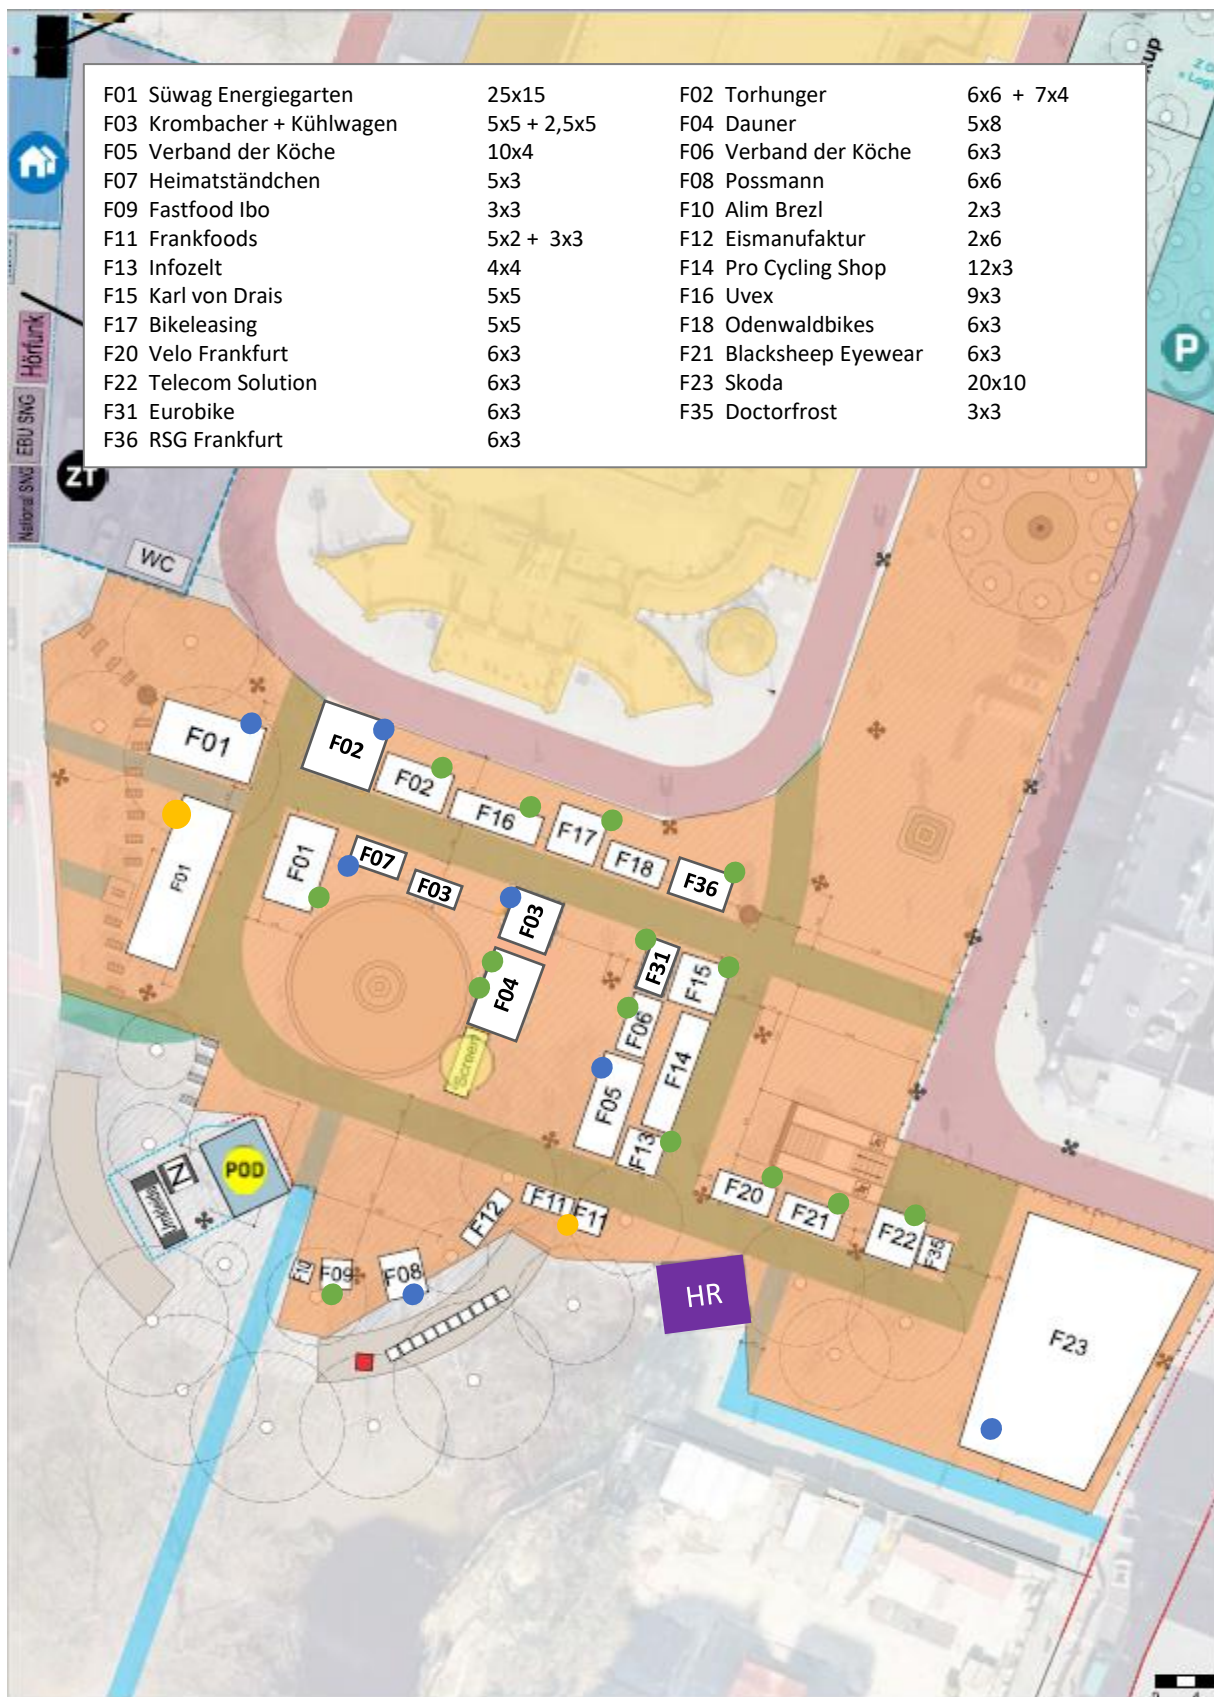 kup
F01 Süwag Energiegarten 25x15 F02 Torhunger 6x6 + 7x4
F03 Krombacher + Kühlwagen 5x5 + 2,5x5 F04 Dauner 5x8
F05 Verband der Köche 10x4 F06 Verband der Köche 6x3
F07 Heimatständchen 5x3 F08 Possmann 6x6
F09 Fastfood Ibo 3x3 F10 Alim Brezl 2x3
F11 Frankfoods 5x2 + 3x3 F12 Eismanufaktur 2x6
F13 Infozelt 4x4 F14 Pro Cycling Shop 12x3
F15 Karl von Drais 5x5 F16 Uvex 9x3
F17 Bikeleasing 5x5 F18 Odenwaldbikes 6x3
F20 Velo Frankfurt 6x3 F21 Blacksheep Eyewear 6x3
F22 Telecom Solution 6x3 F23 Skoda 20x10
F31 Eurobike 6x3 F35 Doctorfrost 3x3
F36 RSG Frankfurt 6x3
Hörfunk
EBU SNG
National SNG
P
ZT
WC
F01
F02
F02
F16
F17
F18
F36
F01
F01
F07
F03
F03
F04
Screen
F31
F15
F06
F14
F05
F13
POD
Z
F20
F21
F22
F35
F12
F11
F11
F10
F09
F08
HR
F23